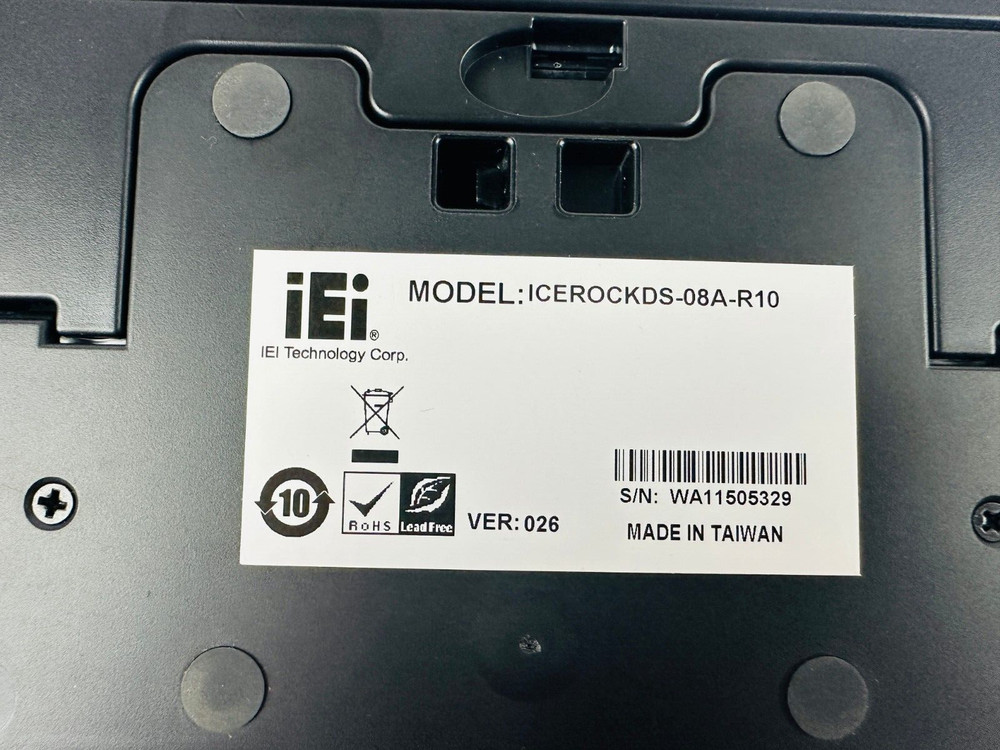 iEi®
IEI Technology Corp.
MODEL: ICEROCKDS-08A-R10
10
RoHS
Lead Free
VER: 026
S/N: WA11505329
MADE IN TAIWAN